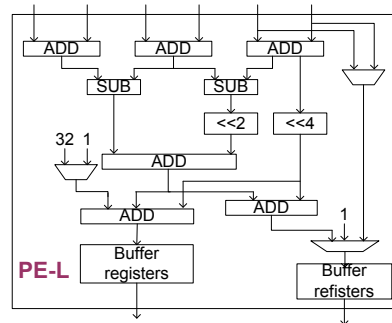 ADD ADD ADD
SUB SUB
<<2 <<4
32 1
ADD
ADD
ADD
1
PE-L
Buffer
registers
Buffer
refisters